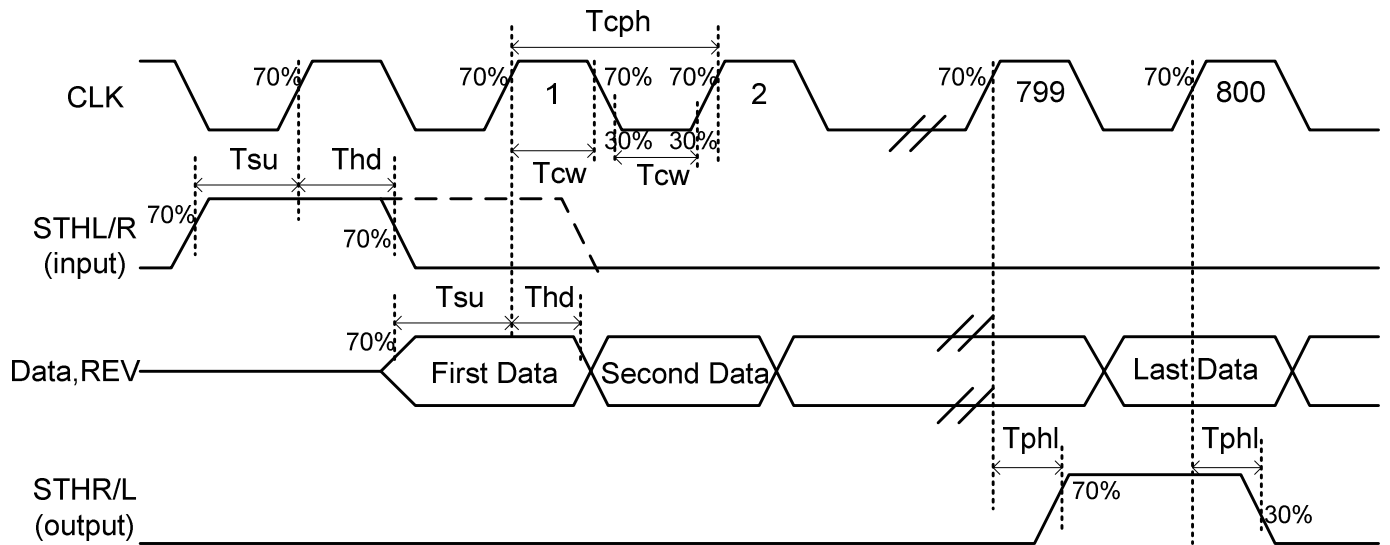 Tcph
CLK
70%
70%
1
70%
70%
2
70%
799
70%
800
30%
30%
Tsu
Thd
Tcw
Tcw
STHL/R
(input)
70%
70%
Tsu
Thd
70%
Data,REV
First Data
Second Data
Last Data
Tphl
Tphl
STHR/L
(output)
70%
30%